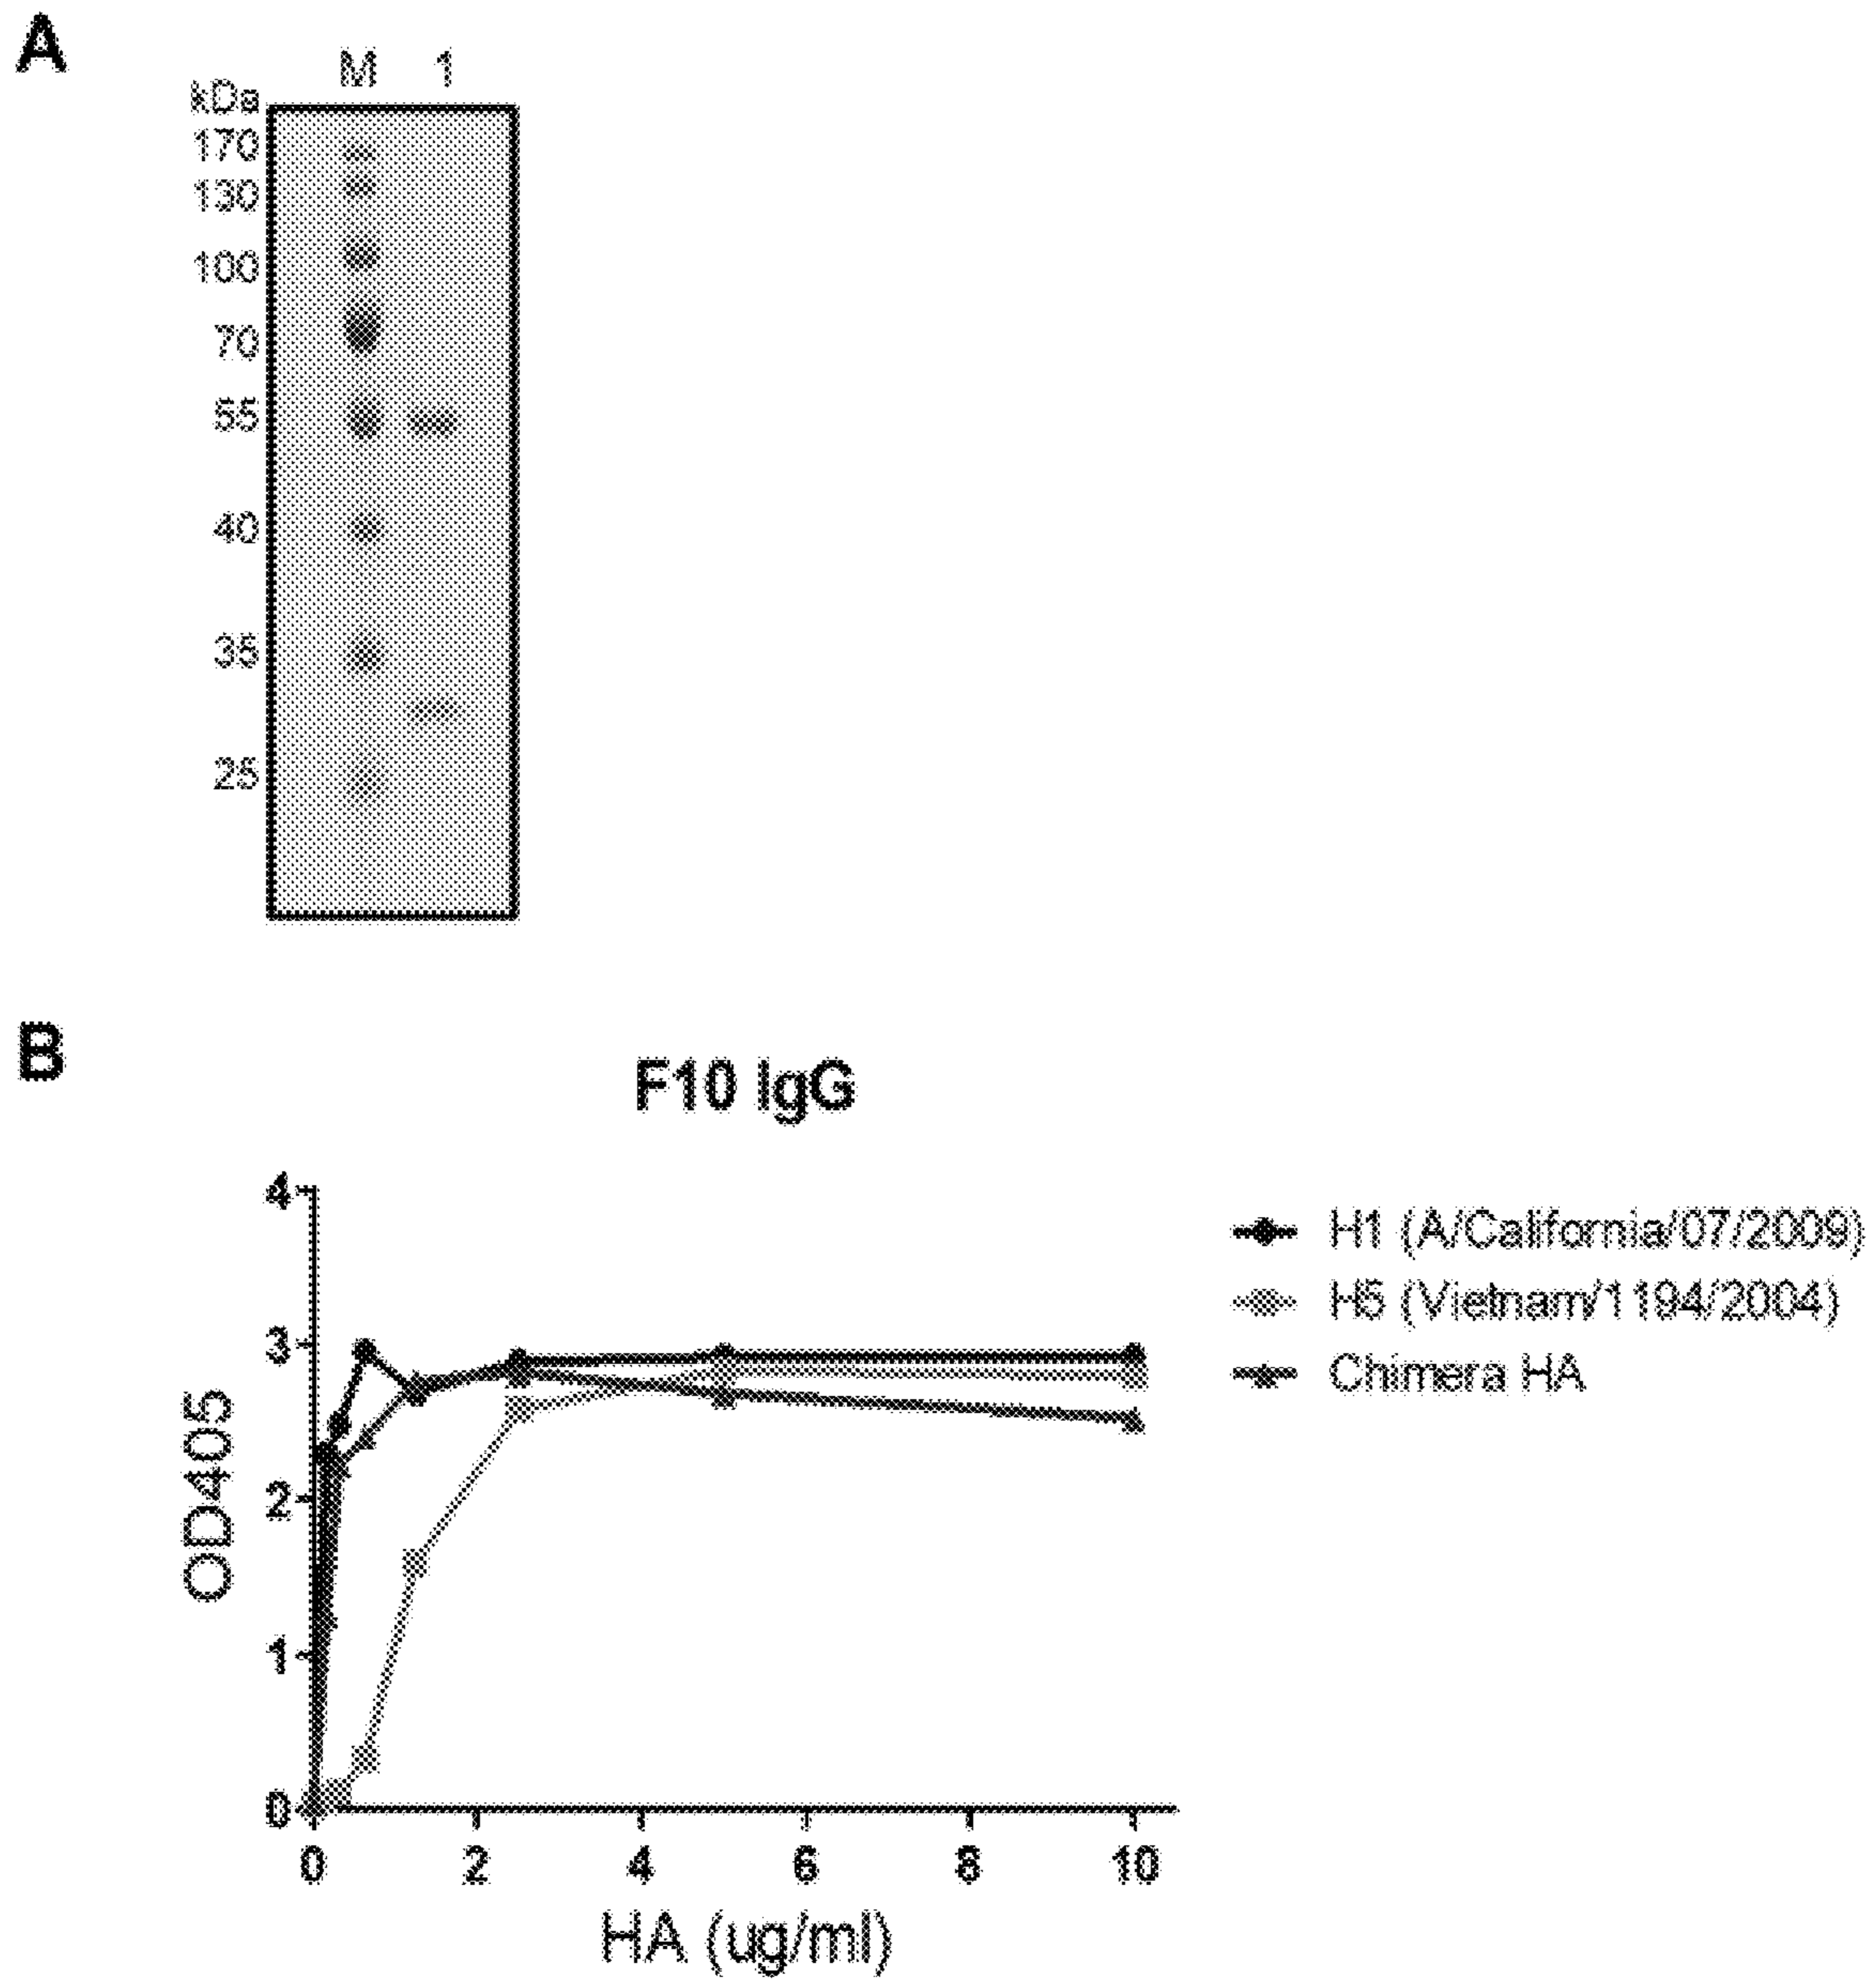 A
M 1
kDa
170
130
100
70
55
40
35
25
B
F10 IgG
4
3
2
1
0
OD405
0 2 4 6 8 10
HA (ug/ml)
H1 (A/California/07/2009)
H5 (Vietnam/1194/2004)
Chimera HA